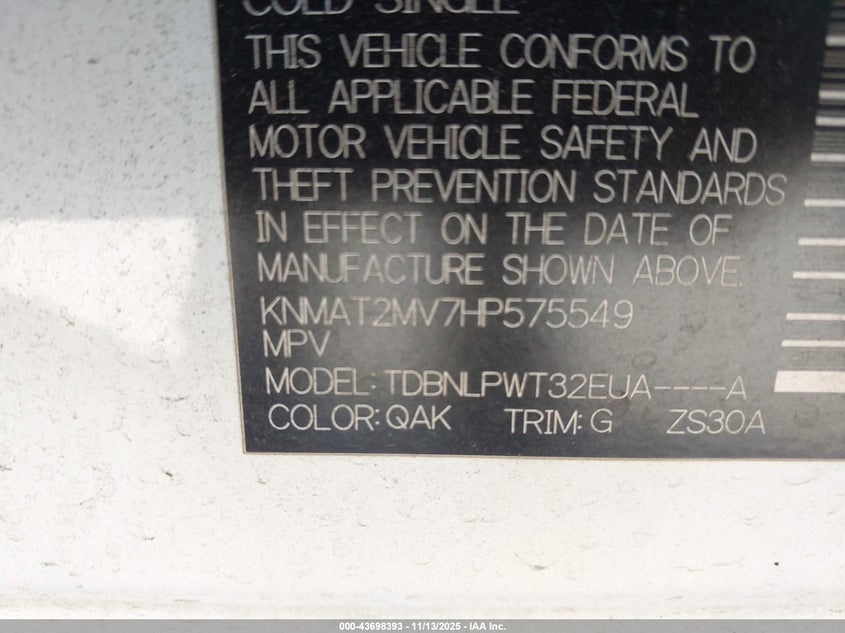 COLD SINGLE
THIS VEHICLE CONFORMS TO
ALL APPLICABLE FEDERAL
MOTOR VEHICLE SAFETY AND
THEFT PREVENTION STANDARDS
IN EFFECT ON THE DATE OF
MANUFACTURE SHOWN ABOVE.
KNMAT2MV7HP575549
MPV
MODEL: TDBNLPWT32EUA----A
COLOR: QAK TRIM: G ZS30A
000-43698393 - 11/13/2025 - IAA Inc.